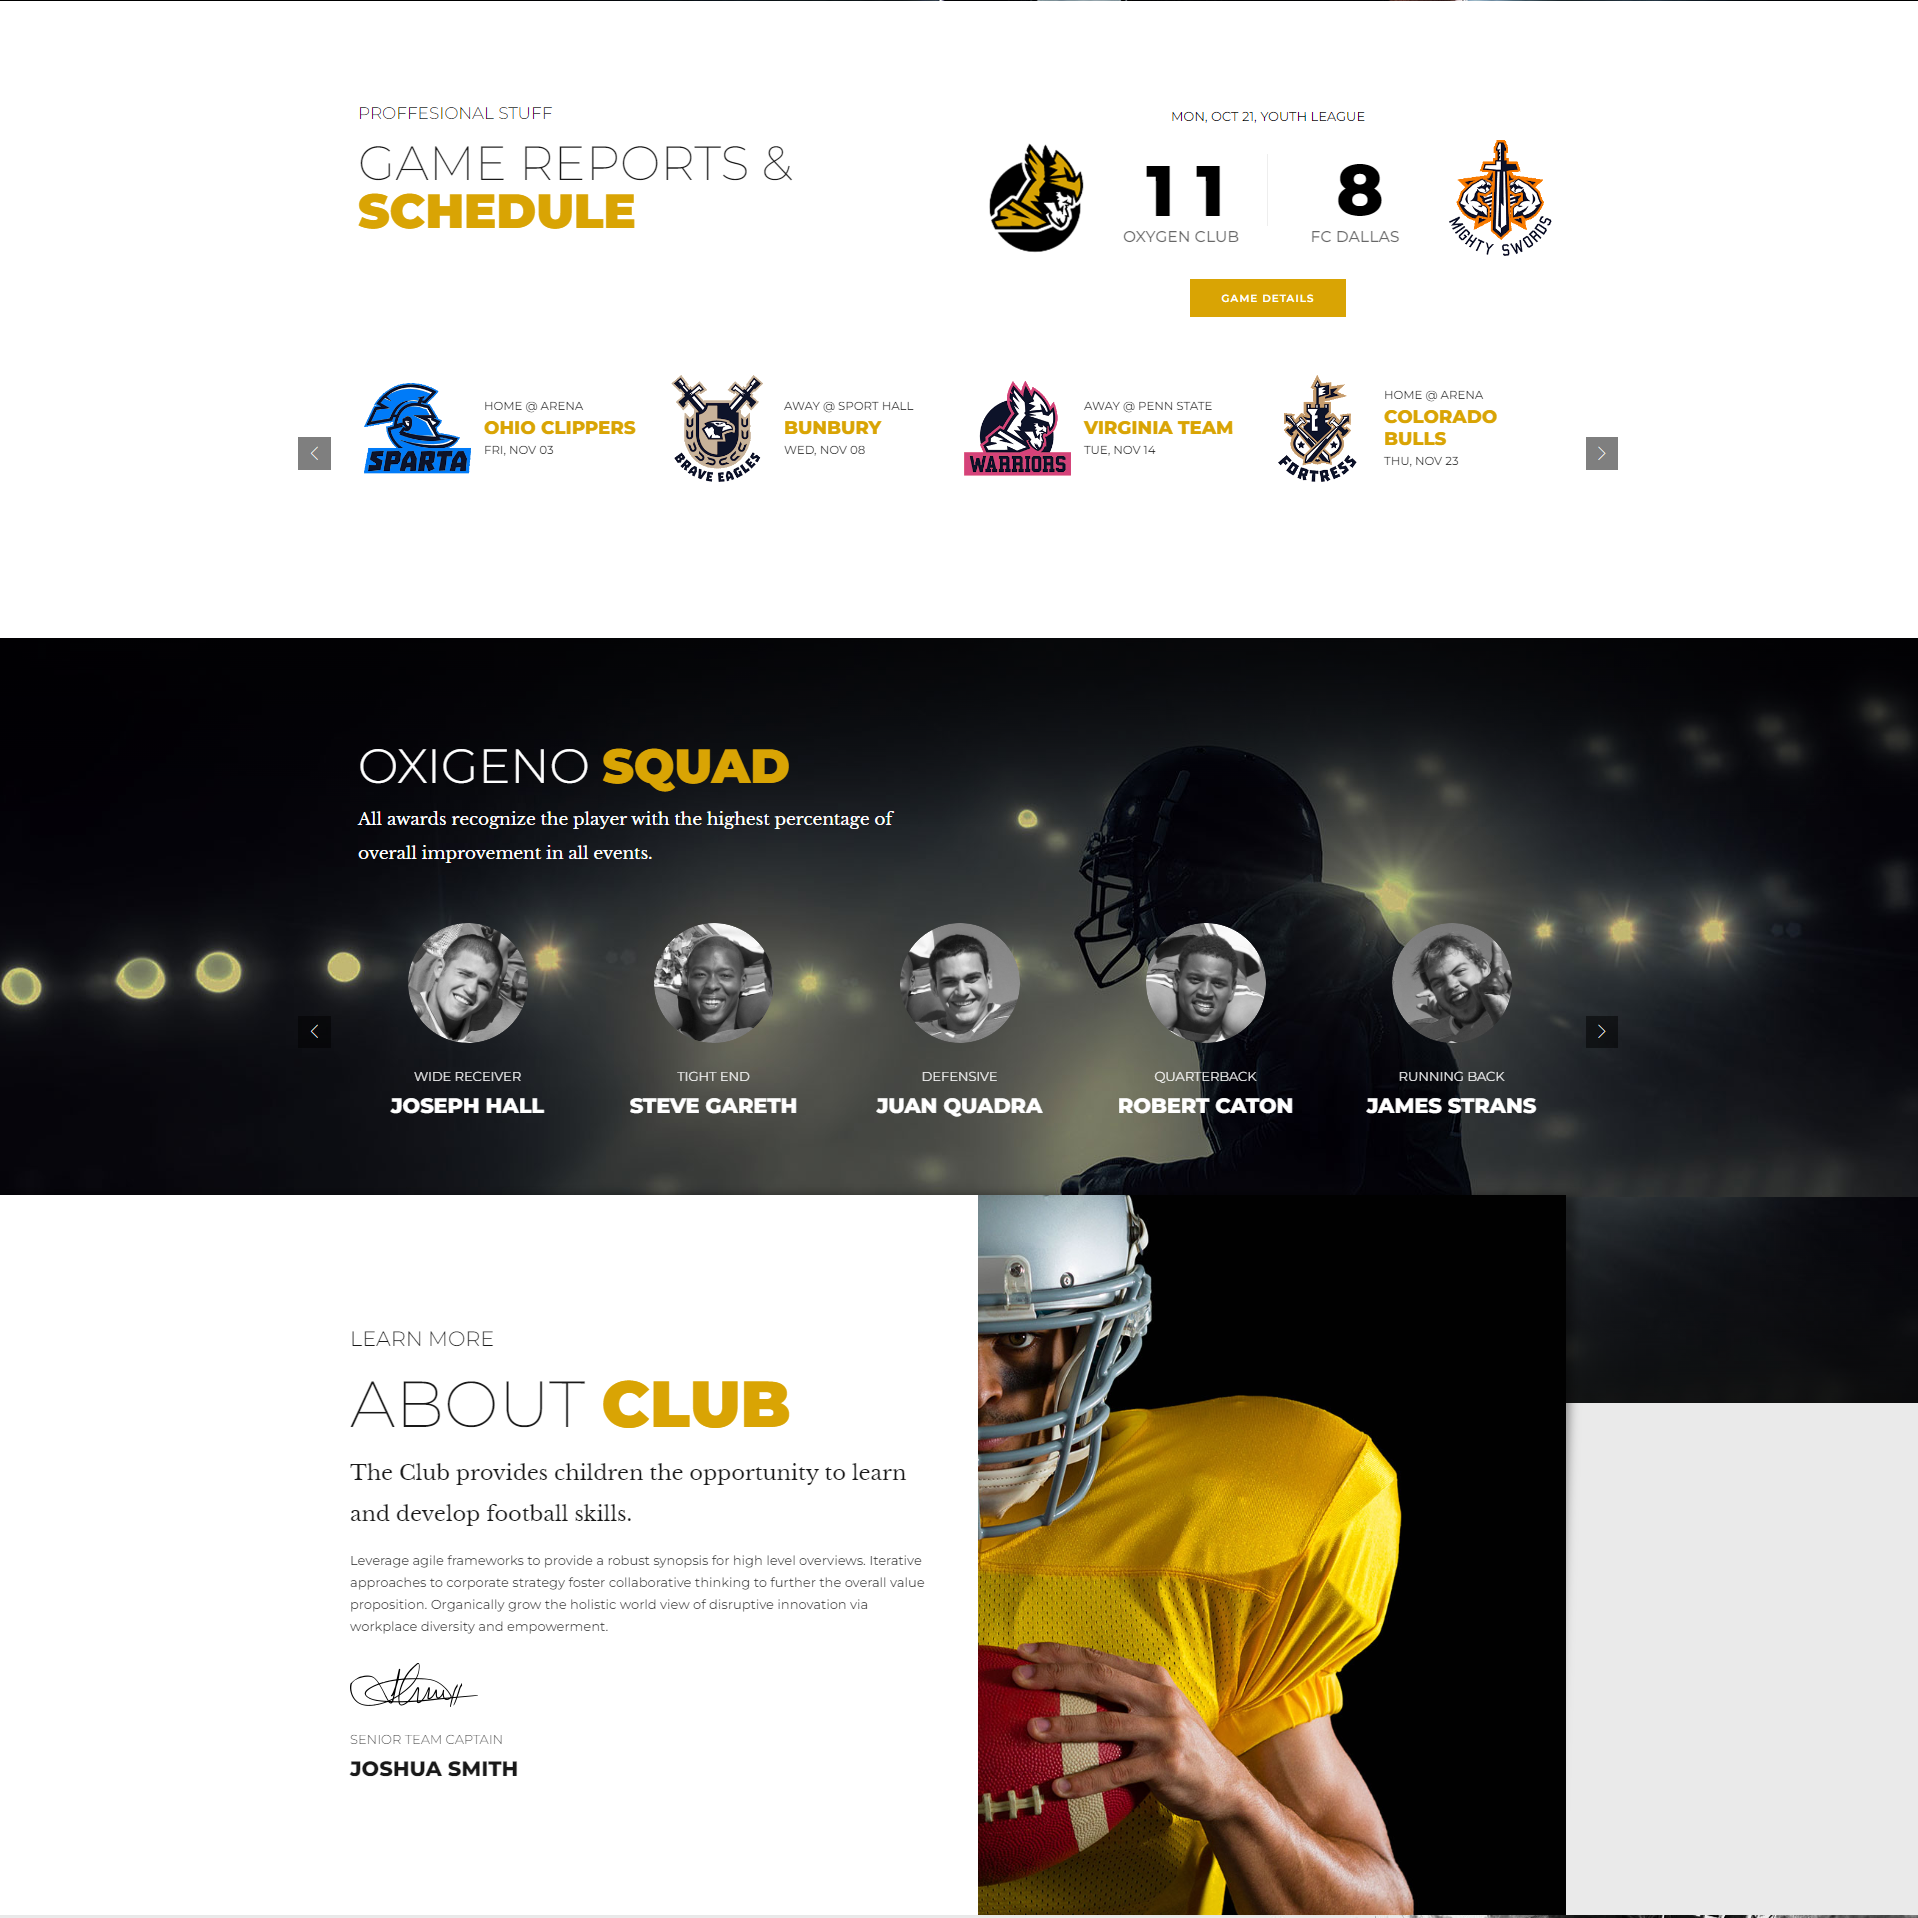 PROFFESIONAL STUFF
GAME REPORTS &
SCHEDULE
MON, OCT 21, YOUTH LEAGUE
11
OXYGEN CLUB
8
FC DALLAS
MIGHTY SWORDS
GAME DETAILS
SPARTA
HOME @ ARENA
OHIO CLIPPERS
FRI, NOV 03
BRAVE EAGLES
AWAY @ SPORT HALL
BUNBURY
WED, NOV 08
WARRIORS
AWAY @ PENN STATE
VIRGINIA TEAM
TUE, NOV 14
FORTRESS
HOME @ ARENA
COLORADO
BULLS
THU, NOV 23
OXIGENO SQUAD
All awards recognize the player with the highest percentage of
overall improvement in all events.
WIDE RECEIVER
JOSEPH HALL
TIGHT END
STEVE GARETH
DEFENSIVE
JUAN QUADRA
QUARTERBACK
ROBERT CATON
RUNNING BACK
JAMES STRANS
LEARN MORE
ABOUT CLUB
The Club provides children the opportunity to learn
and develop football skills.
Leverage agile frameworks to provide a robust synopsis for high level overviews. Iterative
approaches to corporate strategy foster collaborative thinking to further the overall value
proposition. Organically grow the holistic world view of disruptive innovation via
workplace diversity and empowerment.
SENIOR TEAM CAPTAIN
JOSHUA SMITH